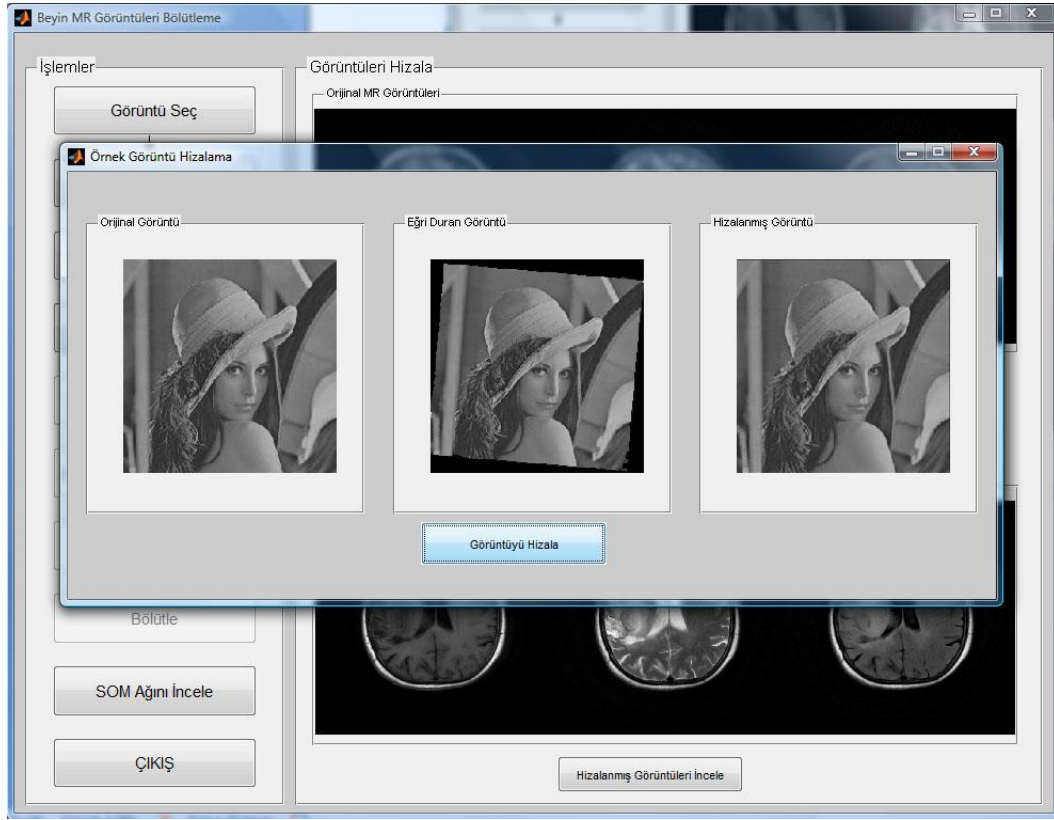 Beyin MR Görüntüleri Bölütleme
İşlemler
Görüntüleri Hizala
Orijinal MR Görüntüleri
Görüntü Seç
Örnek Görüntü Hizalama
Orijinal Görüntü
Eğri Duran Görüntü
Hizalanmış Görüntü
Görüntüyü Hizala
Bölütle
SOM Ağını İncele
ÇIKIŞ
Hizalanmış Görüntüleri İncele